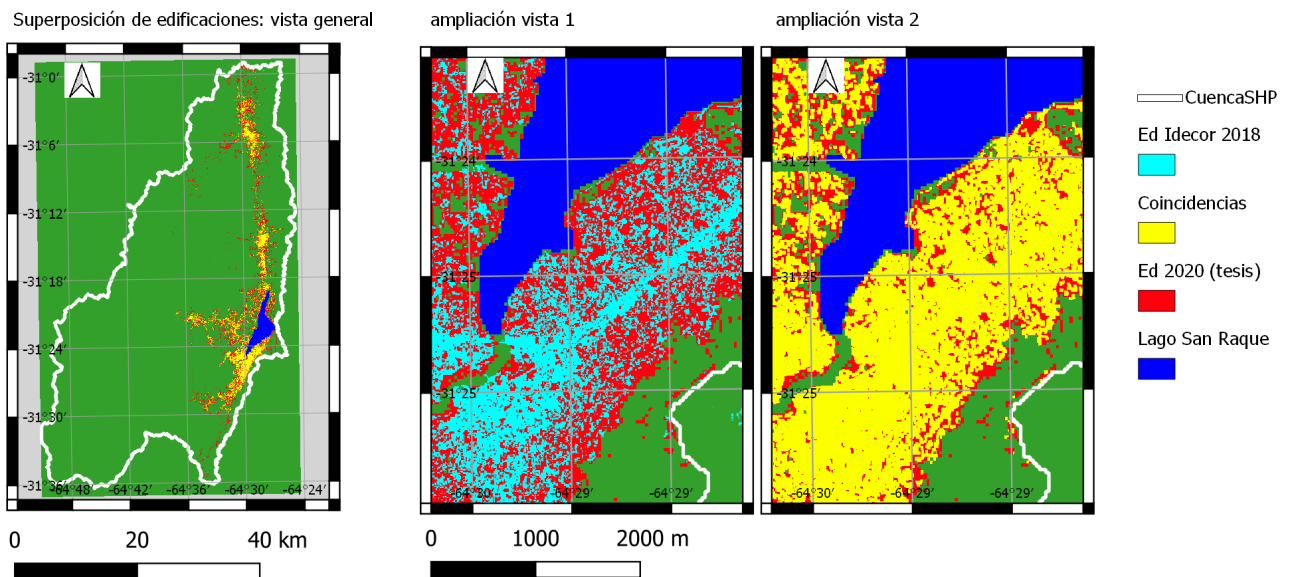 Superposición de edificaciones: vista general
ampliación vista 1
ampliación vista 2
-31°0'
-31°6'
-31°12'
-31°18'
-31°24'
-31°30'
-31°36'
-64°48'
-64°42'
-64°36'
-64°30'
-64°24'
0
20
40 km
-31°24'
-31°25'
-31°25'
-64°30'
-64°29'
-64°29'
0
1000
2000 m
-31°24'
-31°25'
-31°25'
-64°30'
-64°29'
-64°29'
CuencaSHP
Ed Idecor 2018
Coincidencias
Ed 2020 (tesis)
Lago San Raque